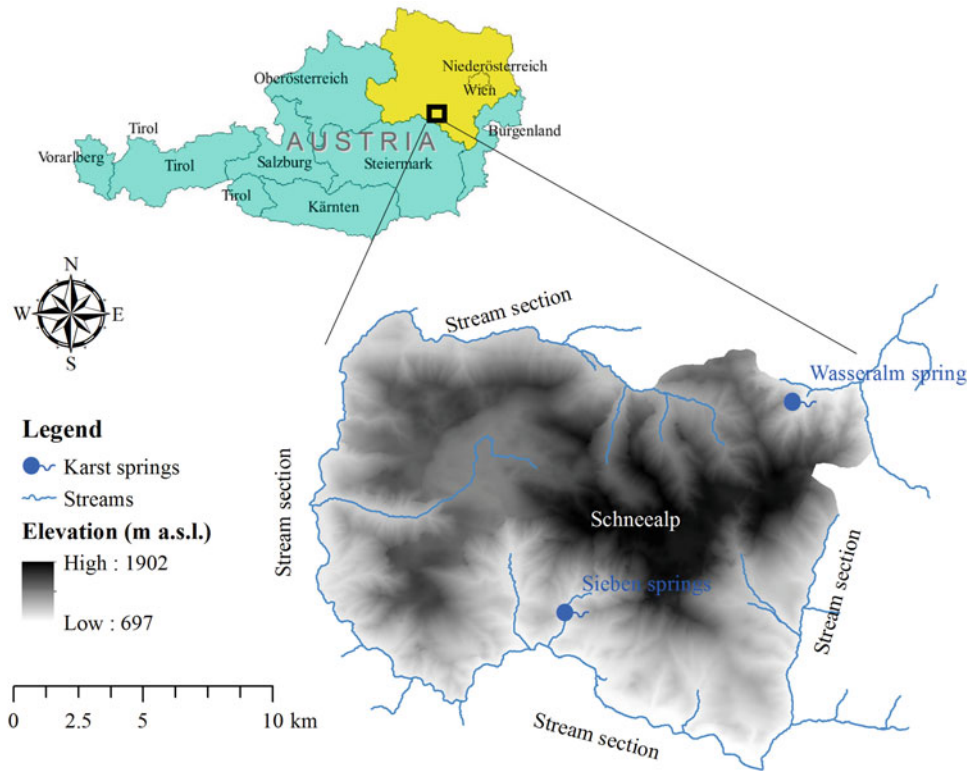 Oberösterreich
Niederösterreich
Wien
Burgenland
AUSTRIA
Tirol
Vorarlberg
Tirol
Salzburg
Steiermark
Tirol
Kärnten
N
W
E
S
Stream section
Wasseralm spring
Legend
Karst springs
Streams
Stream section
Elevation (m a.s.l.)
High : 1902
Low : 697
Schneealp
Sieben springs
Stream section
Stream section
0 2.5 5 10 km